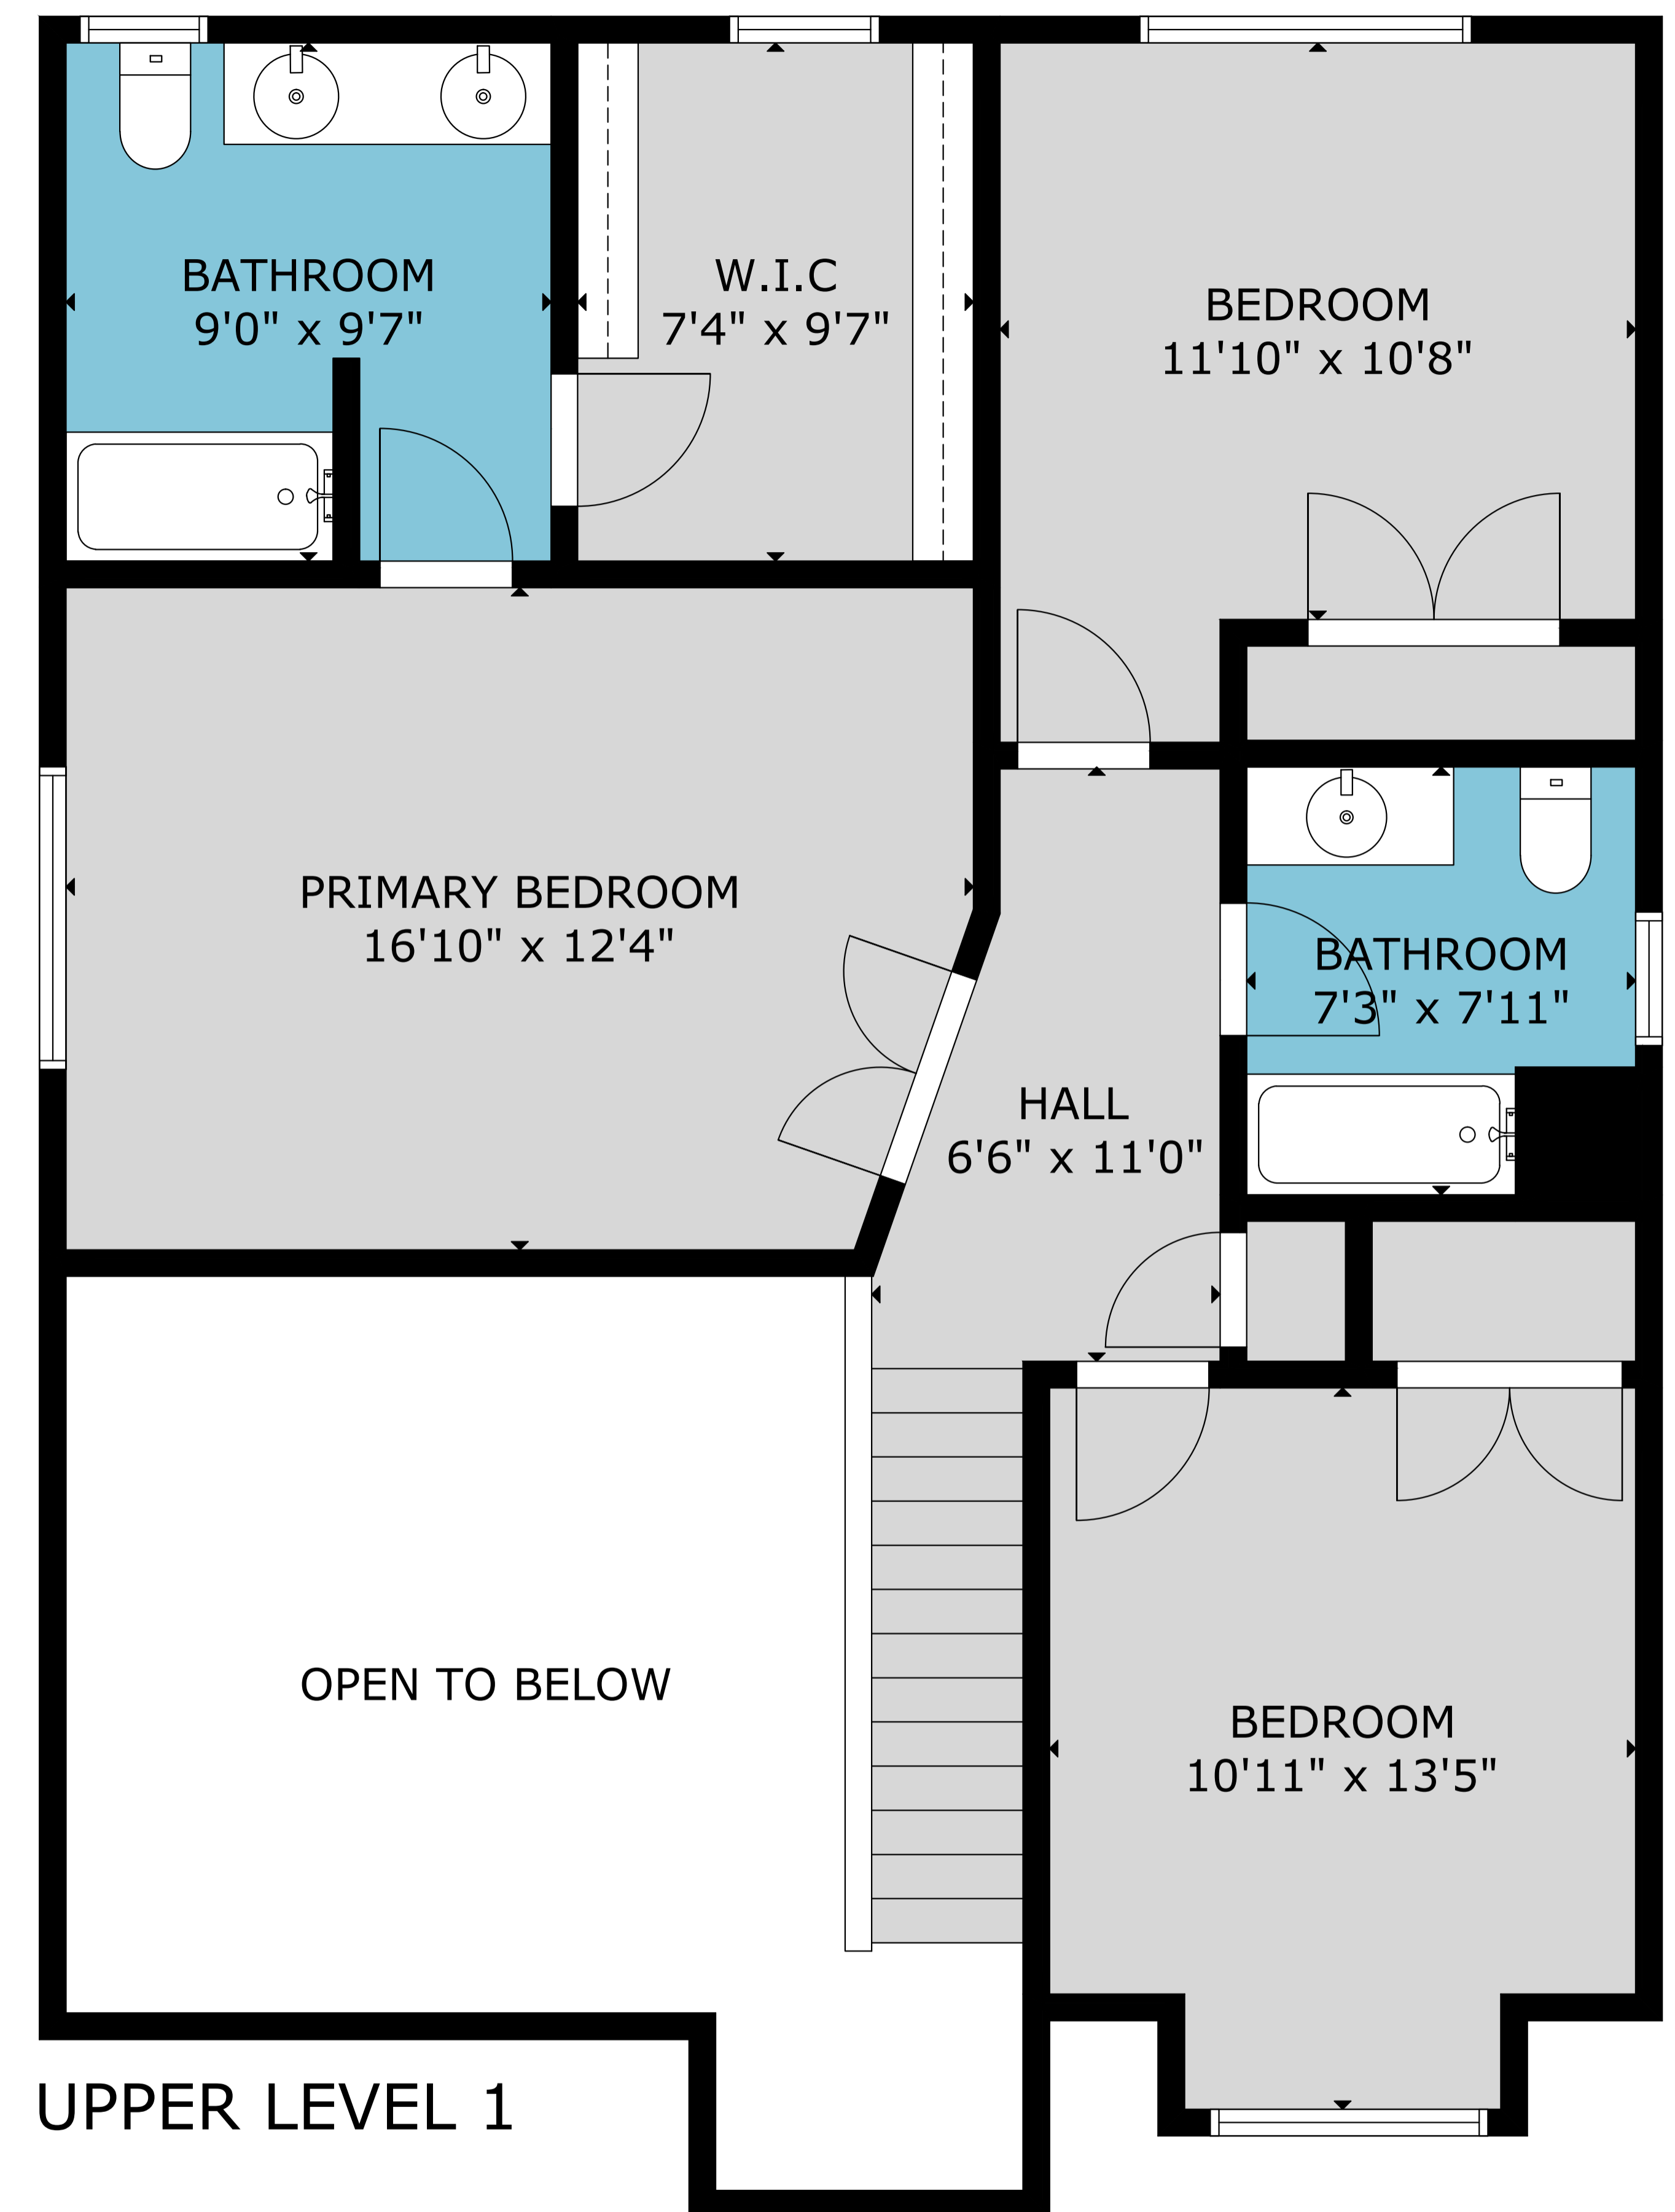 BATHROOM
9'0" x 9'7"
W.I.C
7'4" x 9'7"
BEDROOM
11'10" x 10'8"
PRIMARY BEDROOM
16'10" x 12'4"
BATHROOM
7'3" x 7'11"
HALL
6'6" x 11'0"
OPEN TO BELOW
BEDROOM
10'11" x 13'5"
UPPER LEVEL 1